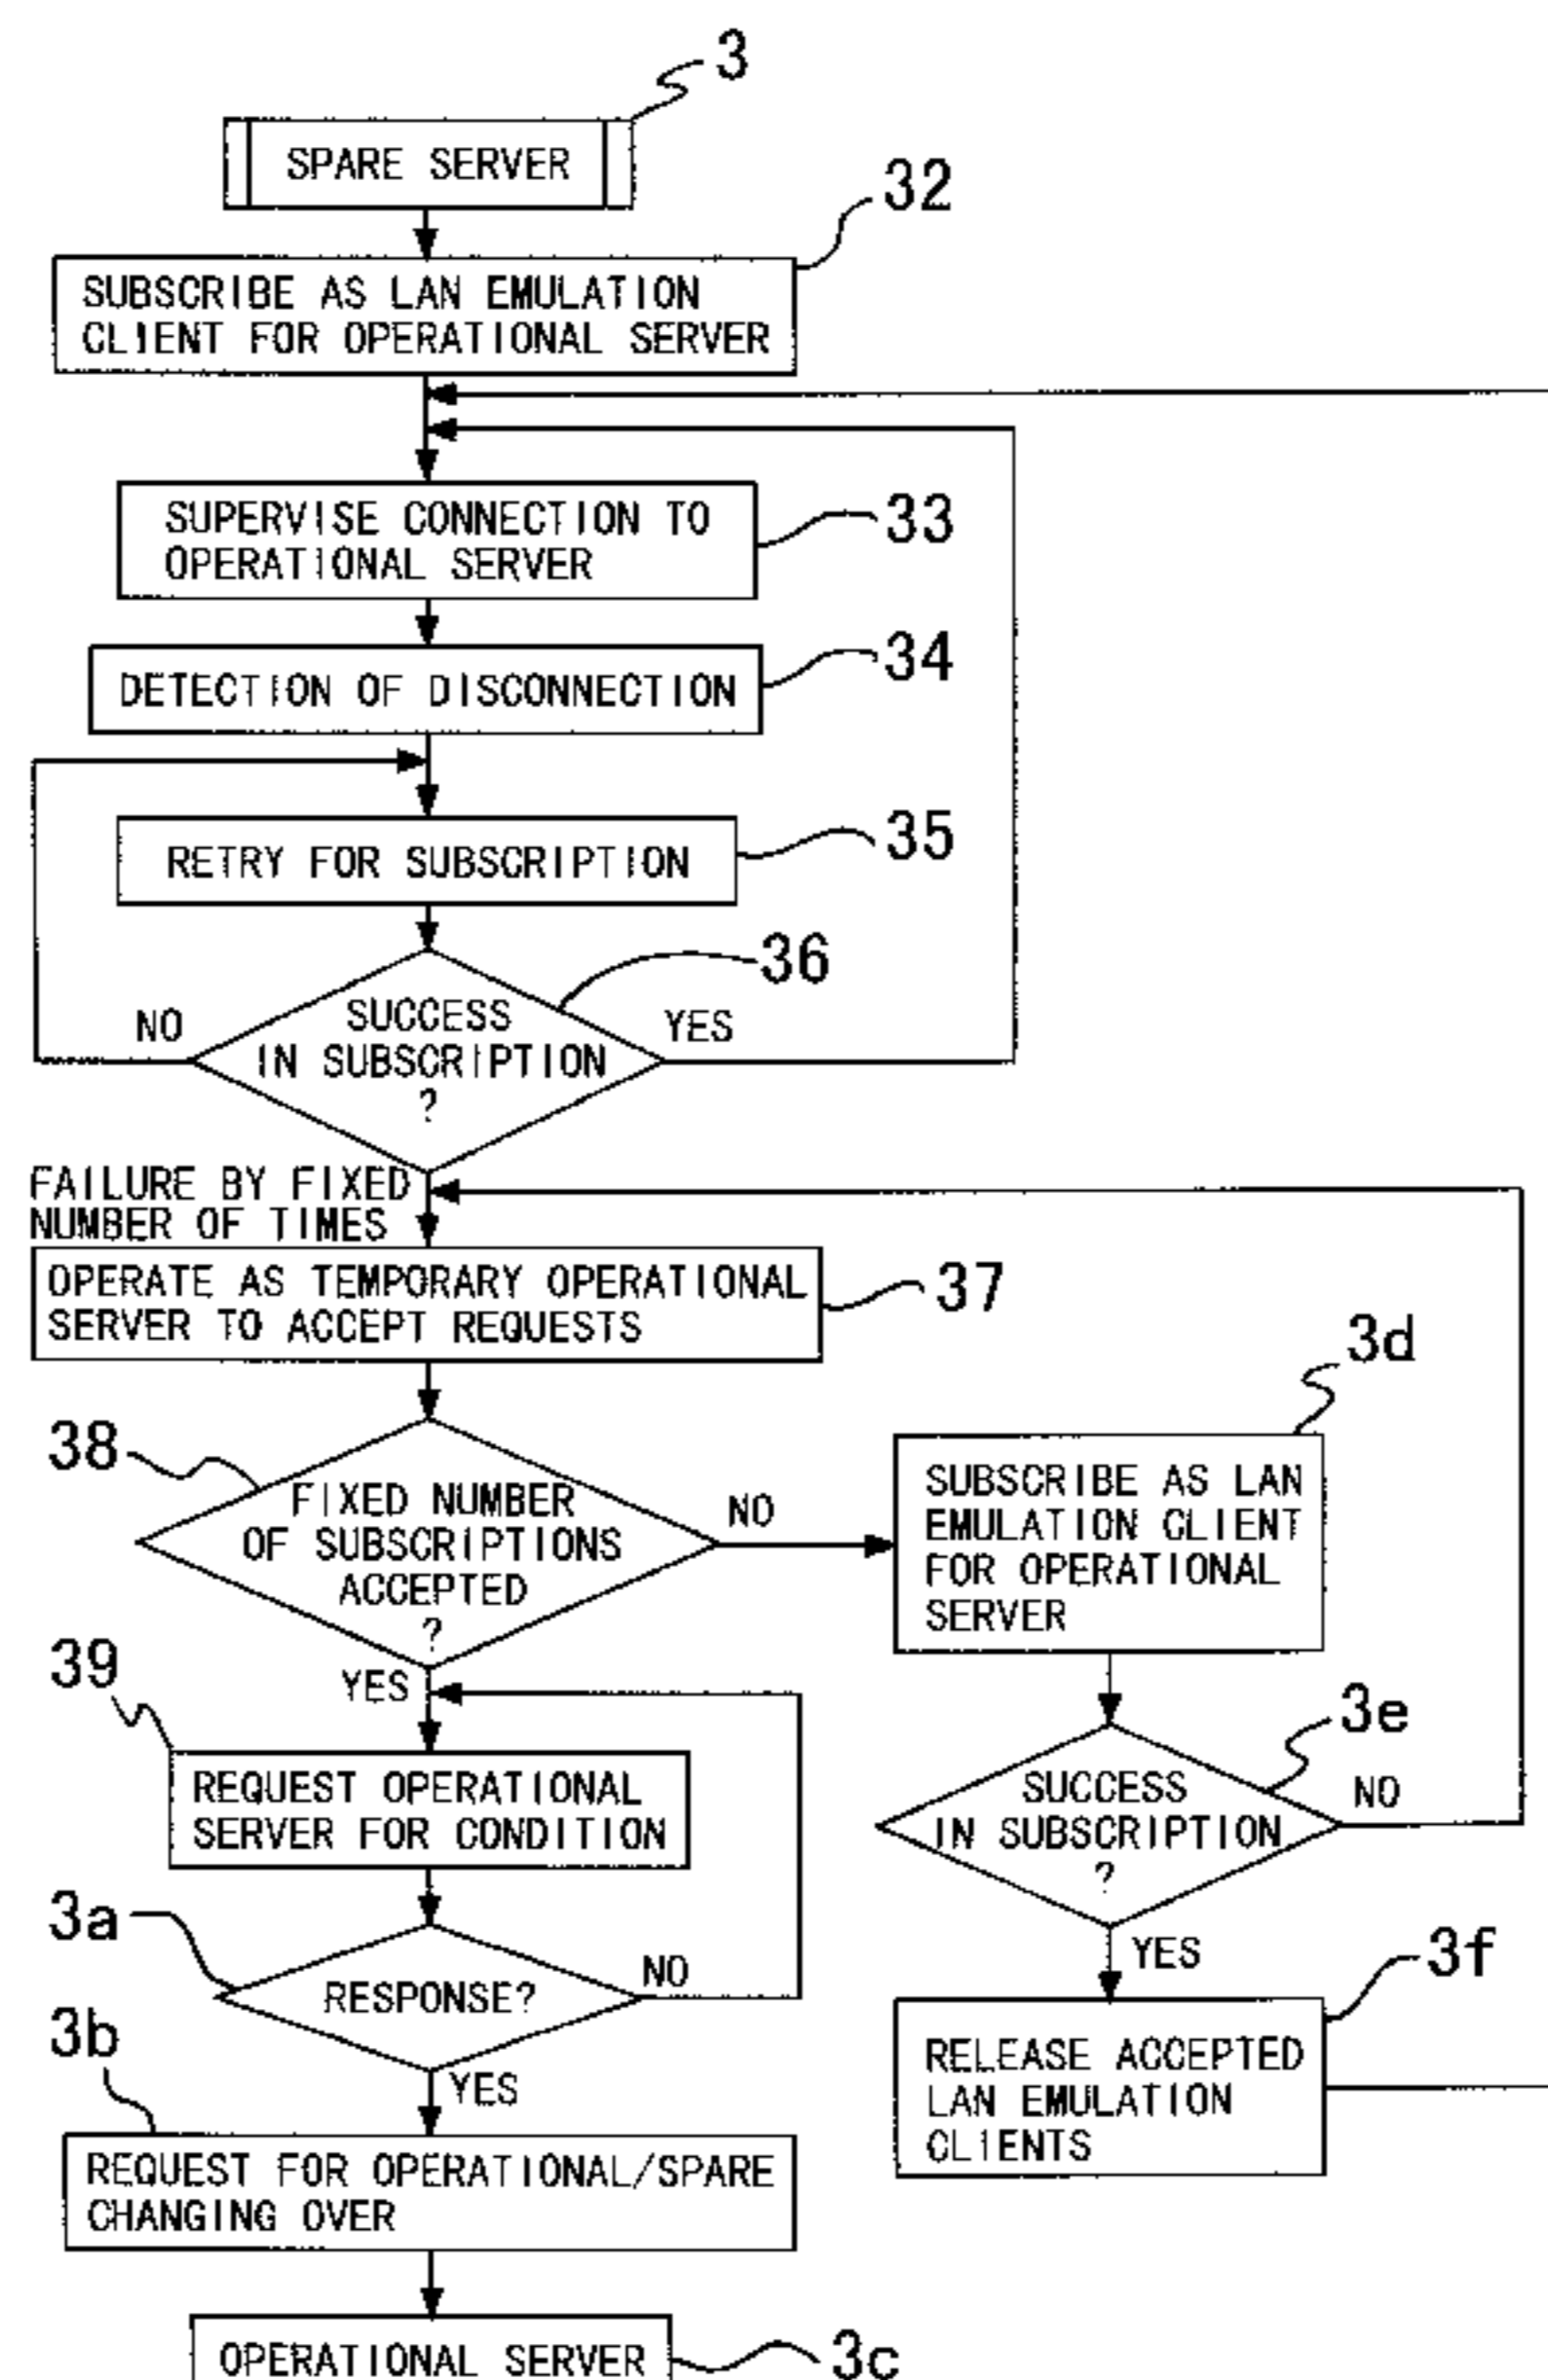 3
SPARE SERVER
32
SUBSCRIBE AS LAN EMULATION
CLIENT FOR OPERATIONAL SERVER
SUPERVISE CONNECTION TO
OPERATIONAL SERVER
33
DETECTION OF DISCONNECTION
34
RETRY FOR SUBSCRIPTION
35
36
NO
SUCCESS
IN SUBSCRIPTION
?
YES
FAILURE BY FIXED
NUMBER OF TIMES
OPERATE AS TEMPORARY OPERATIONAL
SERVER TO ACCEPT REQUESTS
37
38
FIXED NUMBER
OF SUBSCRIPTIONS
ACCEPTED
?
NO
3d
SUBSCRIBE AS LAN
EMULATION CLIENT
FOR OPERATIONAL
SERVER
YES
39
REQUEST OPERATIONAL
SERVER FOR CONDITION
3e
SUCCESS
IN SUBSCRIPTION
?
NO
3a
RESPONSE?
NO
YES
3f
RELEASE ACCEPTED
LAN EMULATION
CLIENTS
3b
YES
REQUEST FOR OPERATIONAL/SPARE
CHANGING OVER
OPERATIONAL SERVER
3c